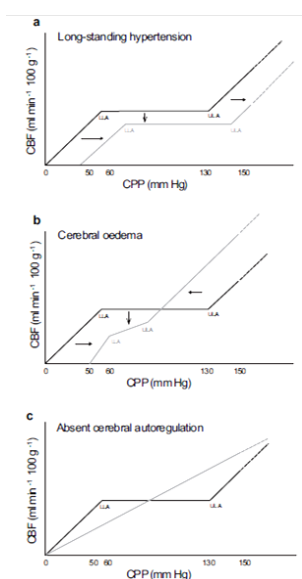 a
Long-standing hypertension
CBF (ml min⁻¹ 100 g⁻¹)
LLA
ULA
LLA
ULA
0
50
60
130
150
CPP (mm Hg)
b
Cerebral oedema
CBF (ml min⁻¹ 100 g⁻¹)
LLA
ULA
LLA
ULA
0
50
60
130
150
CPP (mm Hg)
c
Absent cerebral autoregulation
CBF (ml min⁻¹ 100 g⁻¹)
LLA
ULA
0
50 60
130
150
CPP (mm Hg)